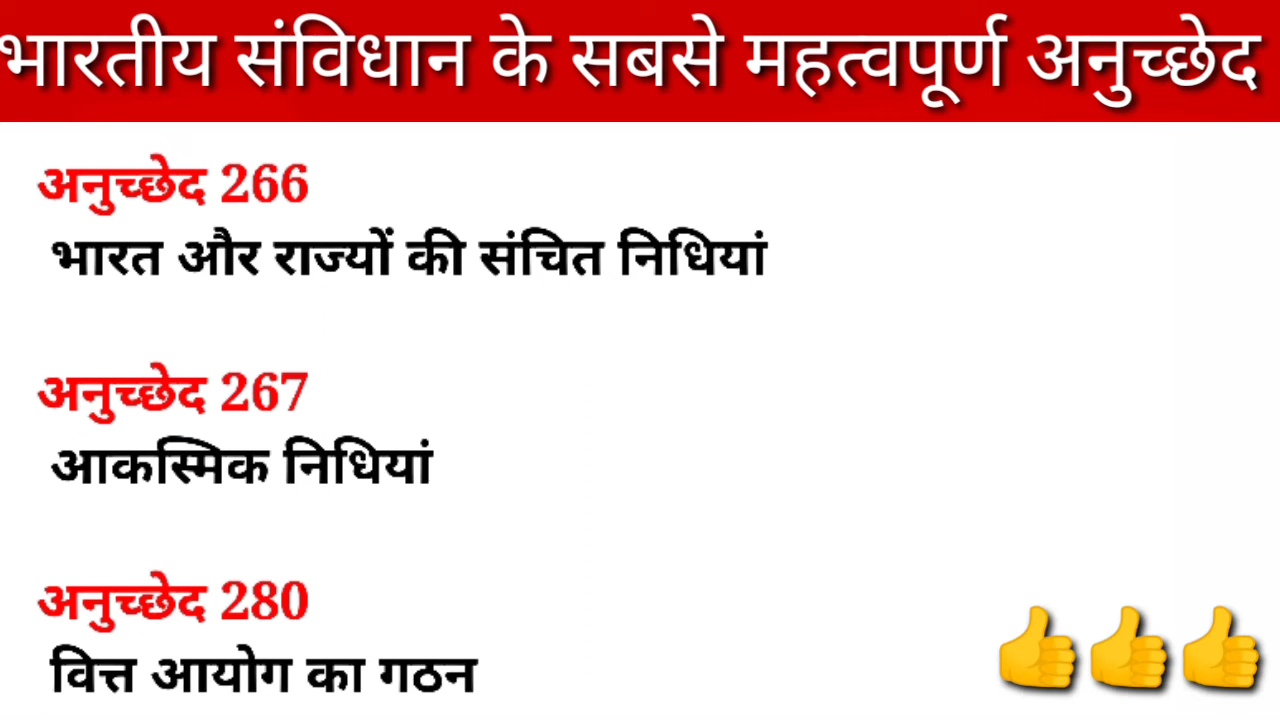 भारतीय संविधान के सबसे महत्वपूर्ण अनुच्छेद
अनुच्छेद 266
भारत और राज्यों की संचित निधियां
अनुच्छेद 267
आकस्मिक निधियां
अनुच्छेद 280
वित्त आयोग का गठन